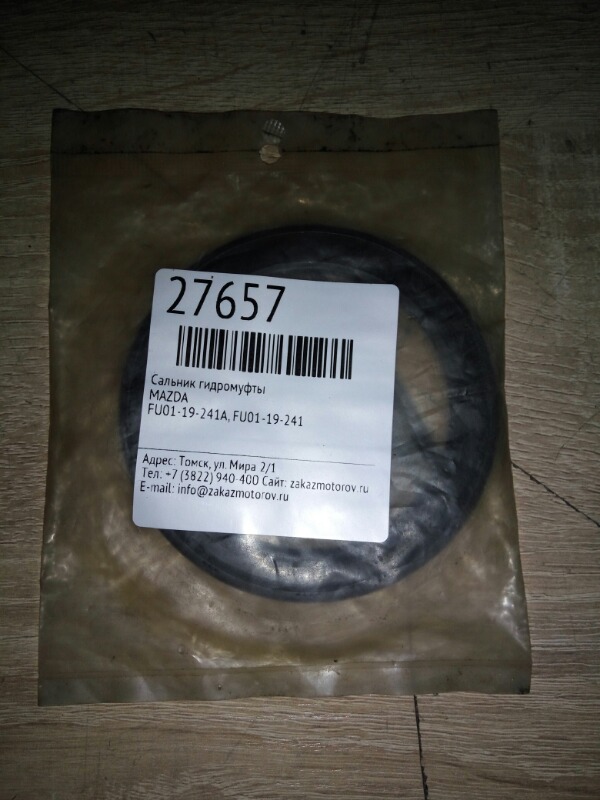 27657
Сальник гидромуфты
MAZDA
FU01-19-241A, FU01-19-241
Адрес: Томск, ул. Мира 2/1
Тел: +7 (3822) 940-400 Сайт: zakazmotorov.ru
E-mail: info@zakazmotorov.ru